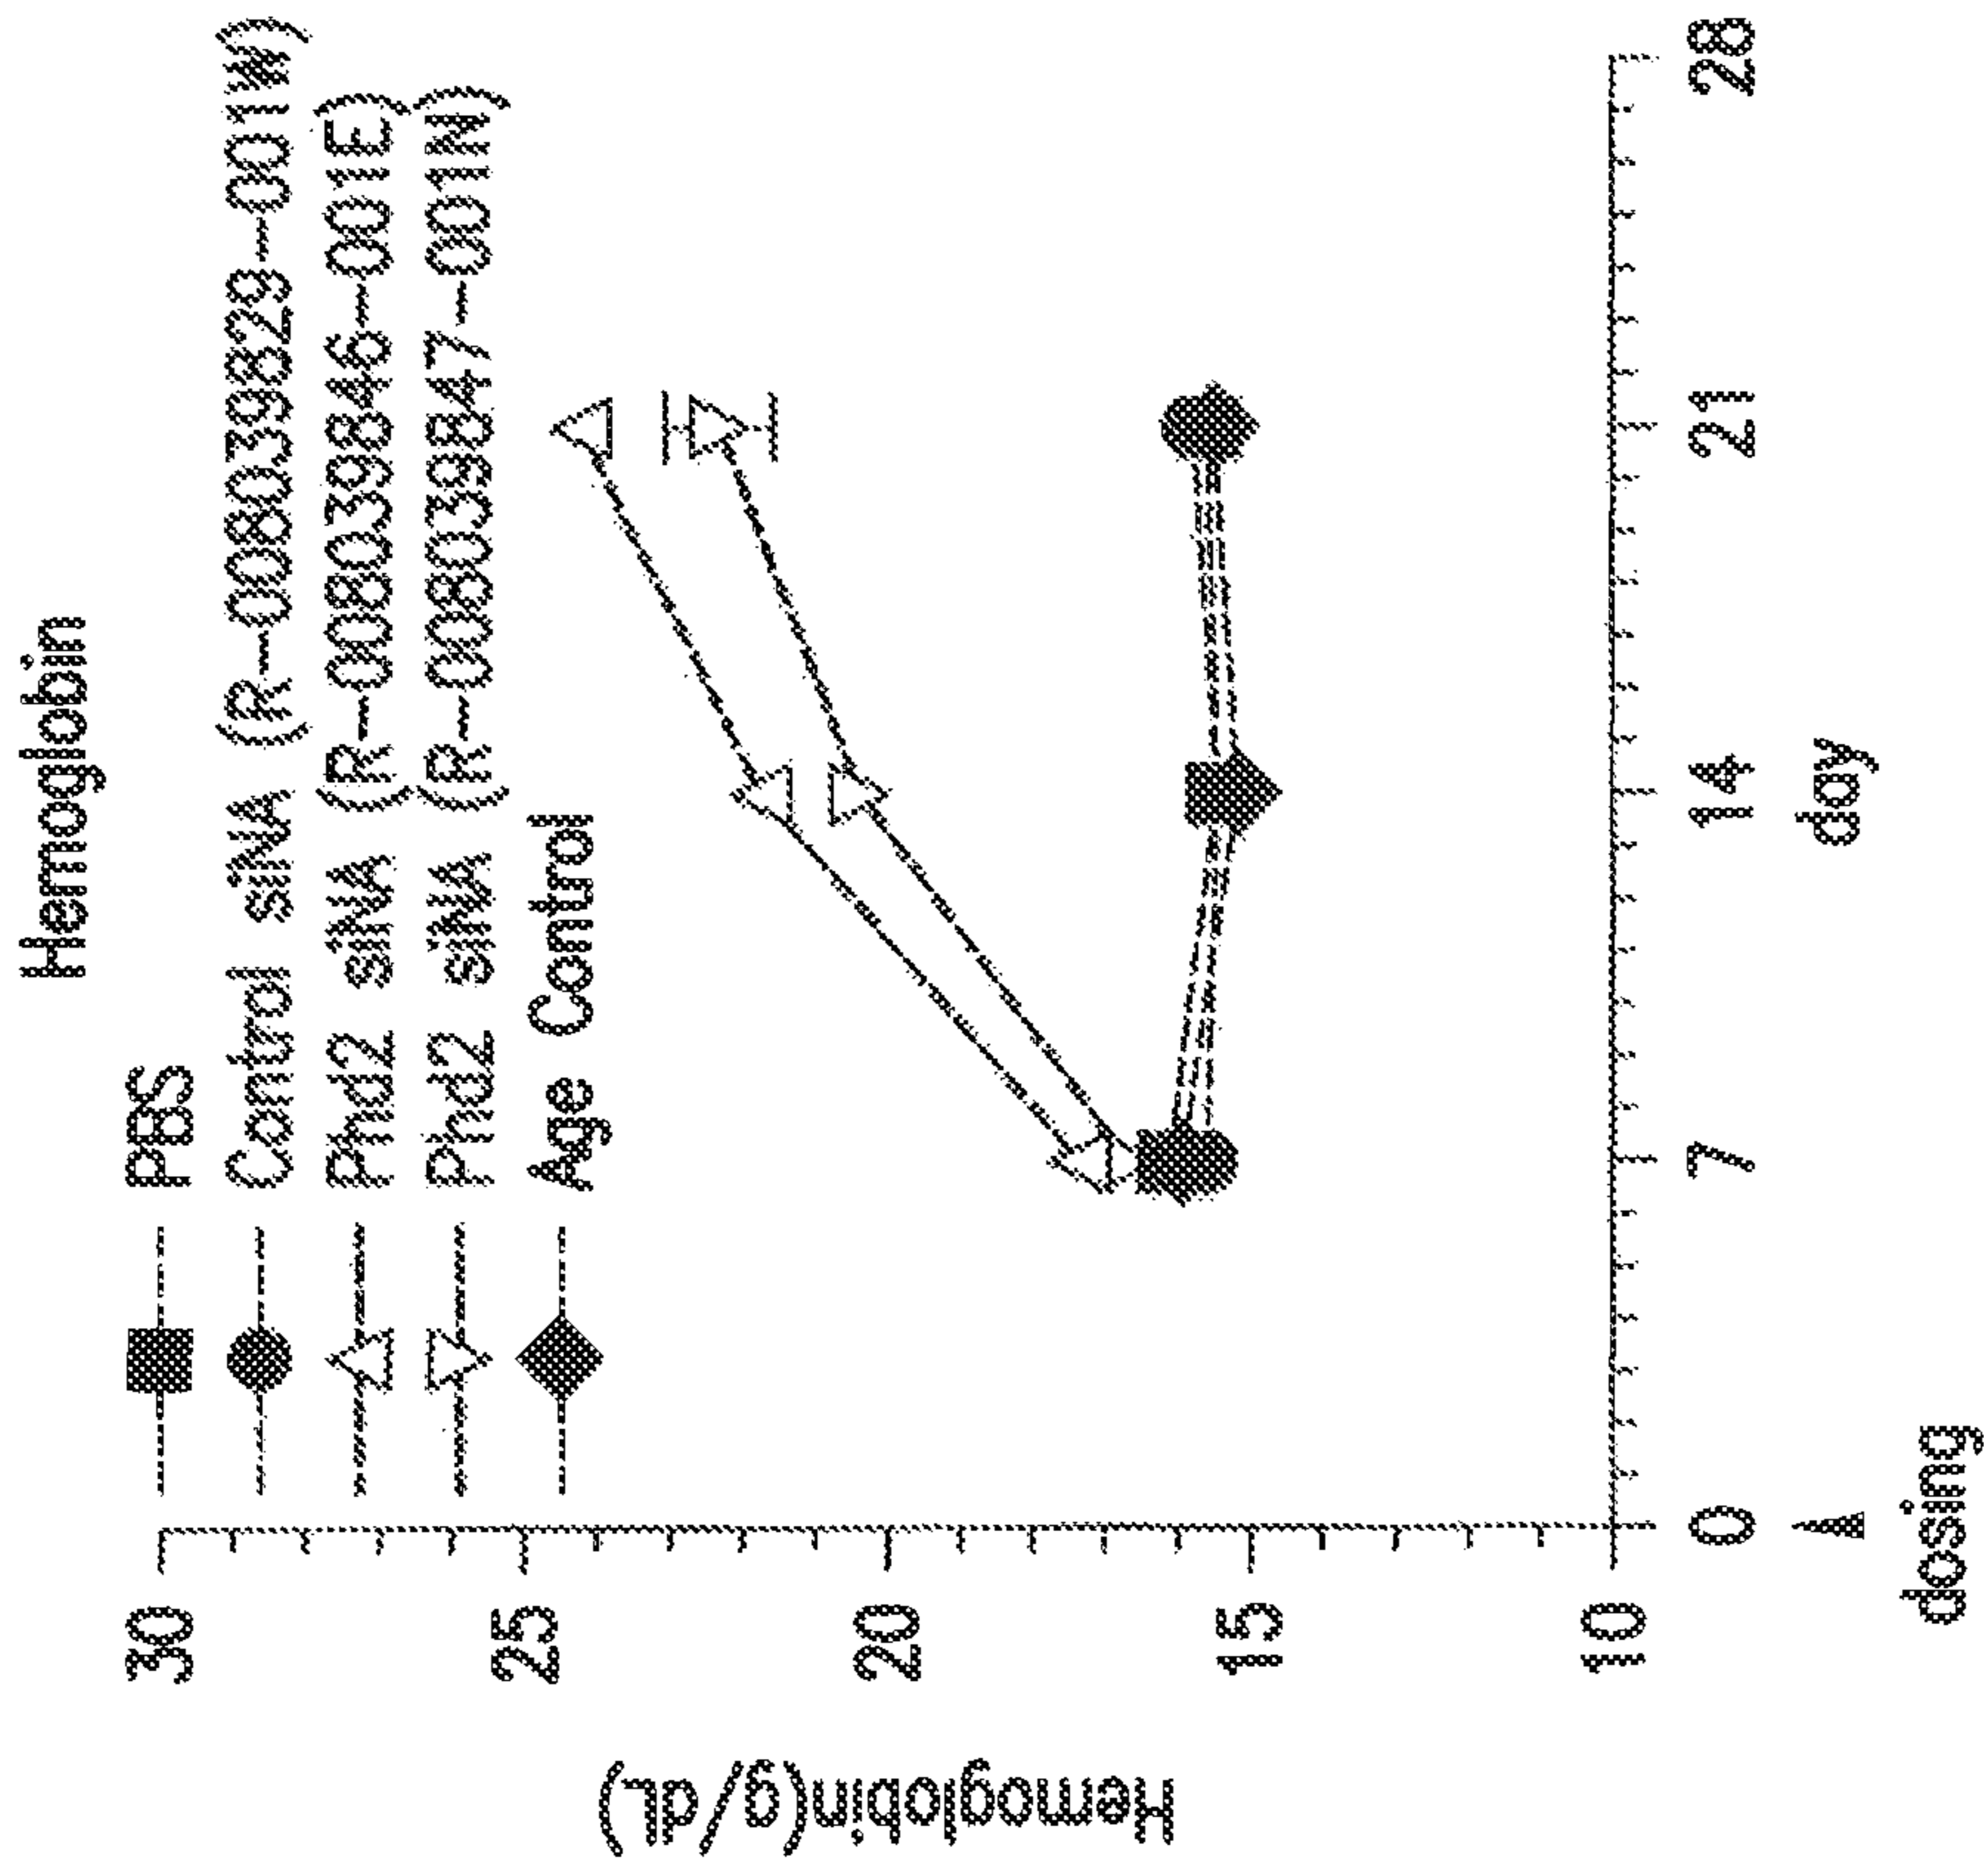 Hemoglobin
PBS
Control siNA (R-008039829-001W)
Phd2 siNA (R-008039846-001E)
Phd2 siNA (R-008039847-001N)
Age Control
Hemoglobin(g/dL)
30
25
20
15
10
0
7
14
21
28
day
dosing